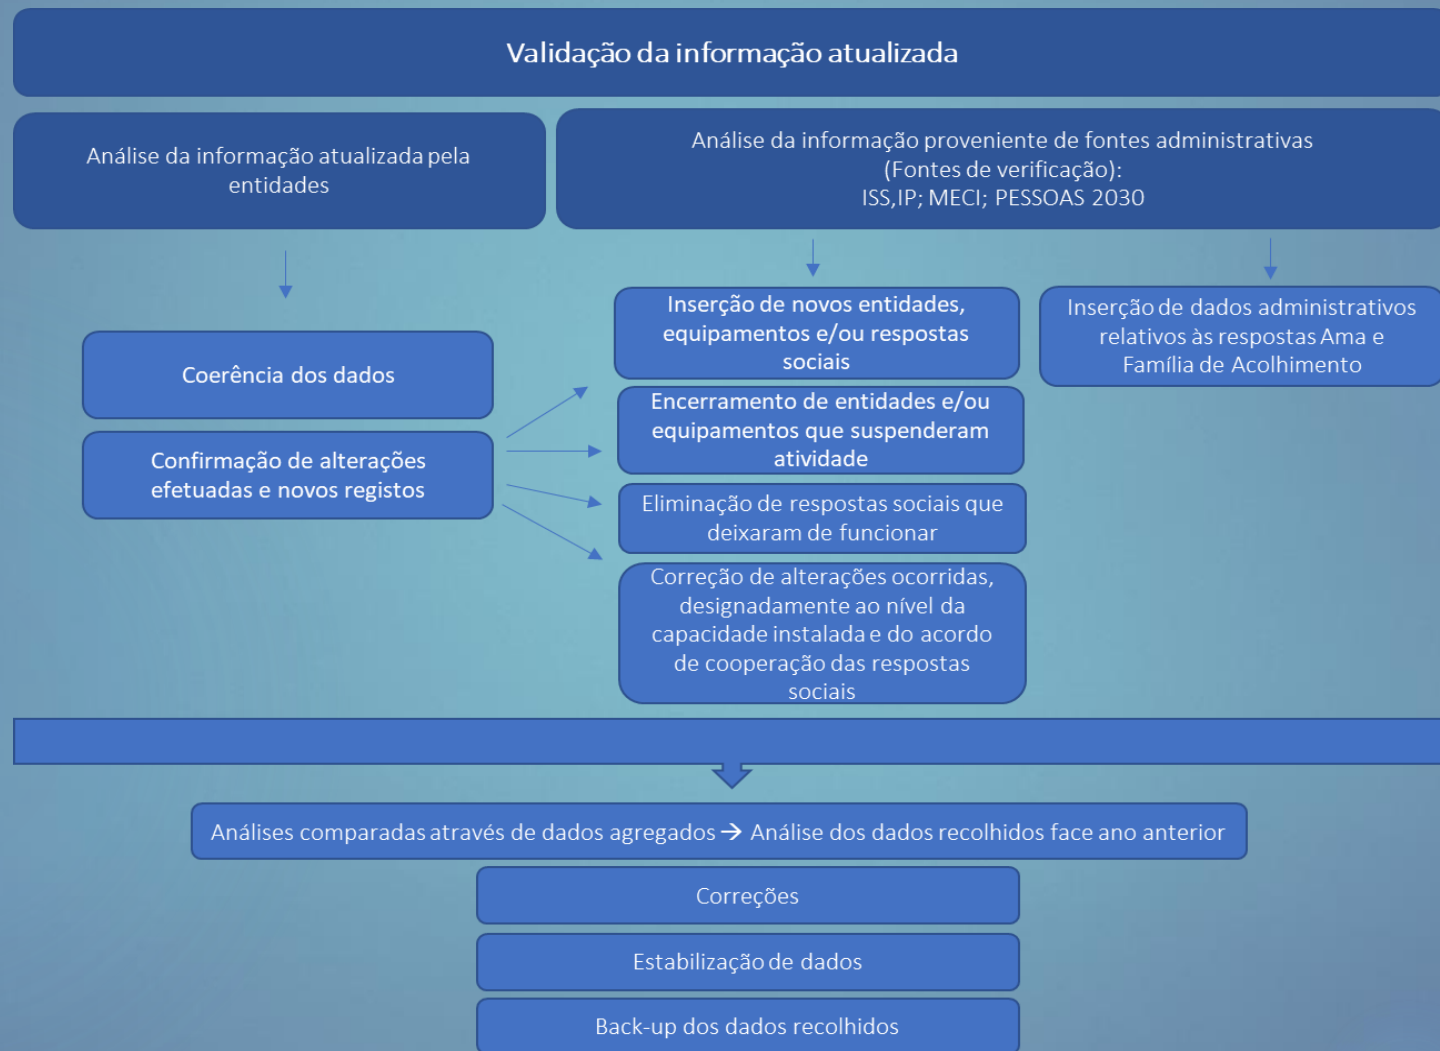 Validação da informação atualizada
Análise da informação atualizada pela
entidades
Análise da informação proveniente de fontes administrativas
(Fontes de verificação):
ISS,IP; MECI; PESSOAS 2030
Coerência dos dados
Confirmação de alterações
efetuadas e novos registos
Inserção de novos entidades,
equipamentos e/ou respostas
sociais
Encerramento de entidades e/ou
equipamentos que suspenderam
atividade
Eliminação de respostas sociais que
deixaram de funcionar
Correção de alterações ocorridas,
designadamente ao nível da
capacidade instalada e do acordo
de cooperação das respostas
sociais
Inserção de dados administrativos
relativos às respostas Ama e
Família de Acolhimento
Análises comparadas através de dados agregados → Análise dos dados recolhidos face ano anterior
Correções
Estabilização de dados
Back-up dos dados recolhidos